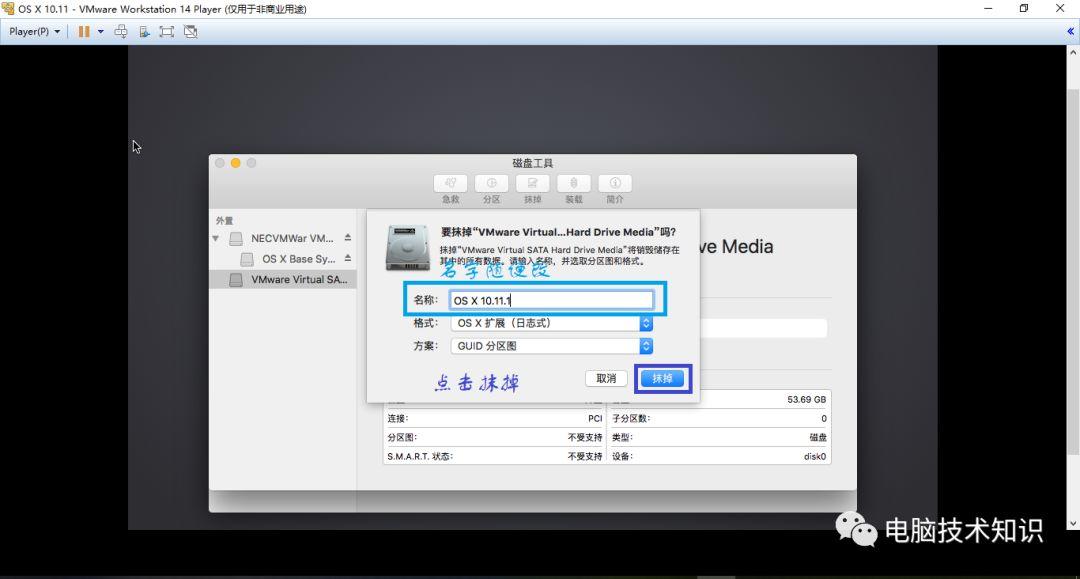 OS X 10.11 - VMware Workstation 14 Player (仅用于非商业用途)
Player(P)
磁盘工具
急救 分区 抹掉 装载 简介
外置
NECVMWar VM...
OS X Base Sy...
VMware Virtual SA...
要抹掉“VMware Virtual...Hard Drive Media”吗?
ve Media
抹掉“VMware Virtual SATA Hard Drive Media”将销毁储存在
其中的所有数据。请输入名称，并选取分区图和格式。
名字随便改
名称: OS X 10.11.1
格式: OS X 扩展（日志式）
方案: GUID 分区图
点击抹掉
取消 抹掉
53.69 GB
连接: PCI 子分区数: 0
分区图: 不受支持 类型: 磁盘
S.M.A.R.T. 状态: 不受支持 设备: disk0
电脑技术知识